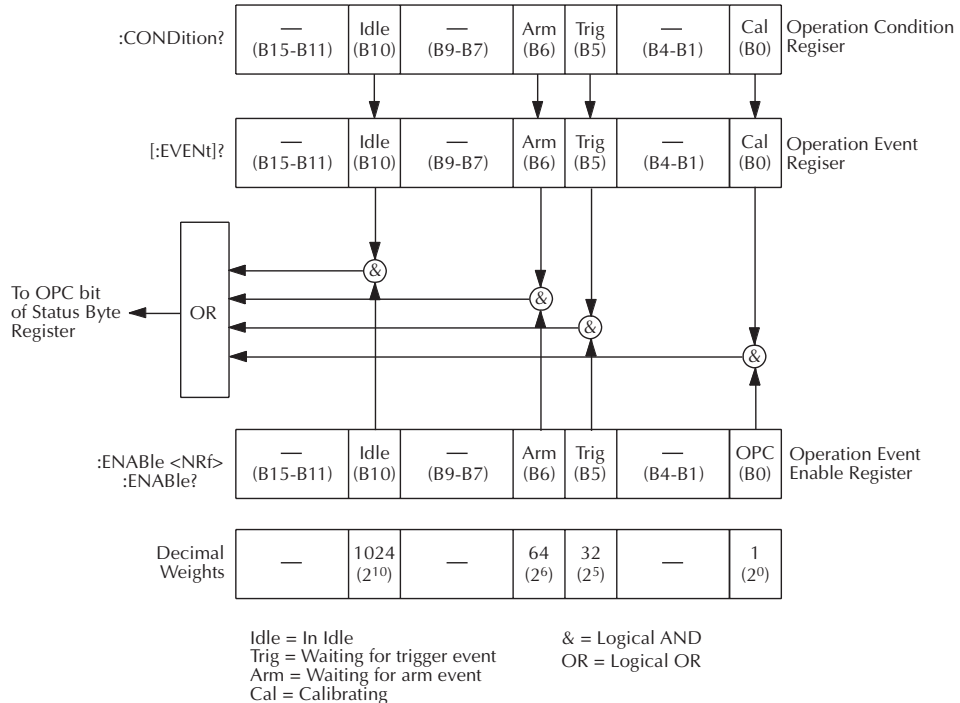 :CONDition?
—
(B15-B11)
Idle
(B10)
—
(B9-B7)
Arm
(B6)
Trig
(B5)
—
(B4-B1)
Cal
(B0)
Operation Condition
Regiser
[:EVENt]?
—
(B15-B11)
Idle
(B10)
—
(B9-B7)
Arm
(B6)
Trig
(B5)
—
(B4-B1)
Cal
(B0)
Operation Event
Regiser
To OPC bit
of Status Byte
Register
OR
&
&
&
&
:ENABle <NRf>
:ENABle?
—
(B15-B11)
Idle
(B10)
—
(B9-B7)
Arm
(B6)
Trig
(B5)
—
(B4-B1)
OPC
(B0)
Operation Event
Enable Register
Decimal
Weights
—
1024
(2¹⁰)
—
64
(2⁶)
32
(2⁵)
—
1
(2⁰)
Idle = In Idle
Trig = Waiting for trigger event
Arm = Waiting for arm event
Cal = Calibrating
& = Logical AND
OR = Logical OR